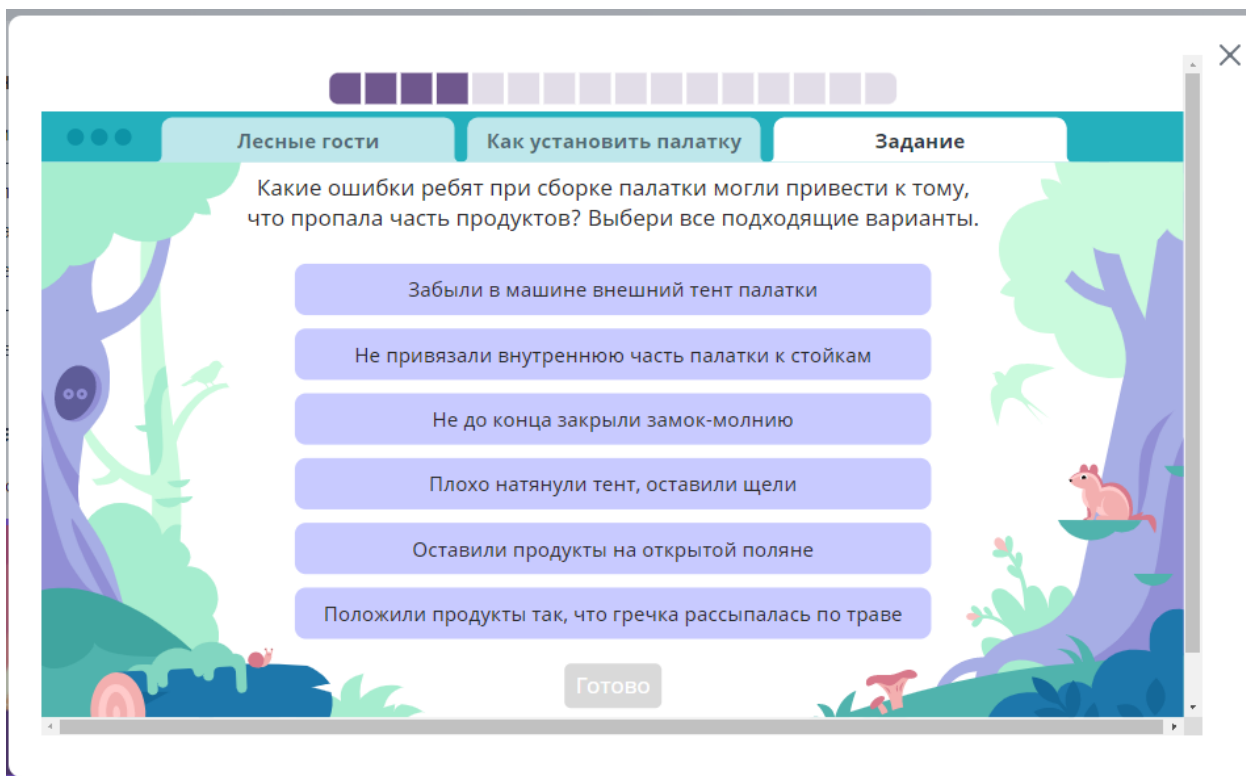 Лесные гости
Как установить палатку
Задание
Какие ошибки ребят при сборке палатки могли привести к тому,
что пропала часть продуктов? Выбери все подходящие варианты.
Забыли в машине внешний тент палатки
Не привязали внутреннюю часть палатки к стойкам
Не до конца закрыли замок-молнию
Плохо натянули тент, оставили щели
Оставили продукты на открытой поляне
Положили продукты так, что гречка рассыпалась по траве
Готово